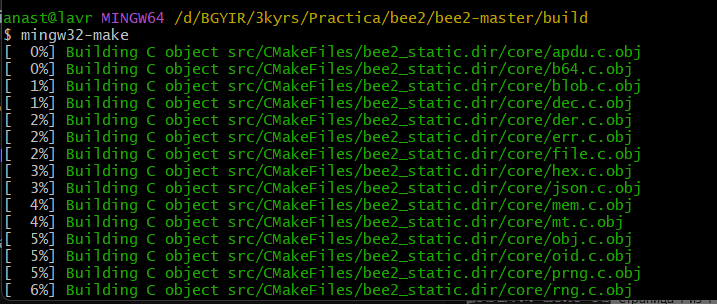 anast@lavr MINGW64 /d/BGYIR/3kyrs/Practica/bee2/bee2-master/build
$ mingw32-make
[  0%] Building C object src/CMakeFiles/bee2_static.dir/core/apdu.c.obj
[  0%] Building C object src/CMakeFiles/bee2_static.dir/core/b64.c.obj
[  1%] Building C object src/CMakeFiles/bee2_static.dir/core/blob.c.obj
[  1%] Building C object src/CMakeFiles/bee2_static.dir/core/dec.c.obj
[  2%] Building C object src/CMakeFiles/bee2_static.dir/core/der.c.obj
[  2%] Building C object src/CMakeFiles/bee2_static.dir/core/err.c.obj
[  2%] Building C object src/CMakeFiles/bee2_static.dir/core/file.c.obj
[  3%] Building C object src/CMakeFiles/bee2_static.dir/core/hex.c.obj
[  3%] Building C object src/CMakeFiles/bee2_static.dir/core/json.c.obj
[  4%] Building C object src/CMakeFiles/bee2_static.dir/core/mem.c.obj
[  4%] Building C object src/CMakeFiles/bee2_static.dir/core/mt.c.obj
[  5%] Building C object src/CMakeFiles/bee2_static.dir/core/obj.c.obj
[  5%] Building C object src/CMakeFiles/bee2_static.dir/core/oid.c.obj
[  5%] Building C object src/CMakeFiles/bee2_static.dir/core/prng.c.obj
[  6%] Building C object src/CMakeFiles/bee2_static.dir/core/rng.c.obj